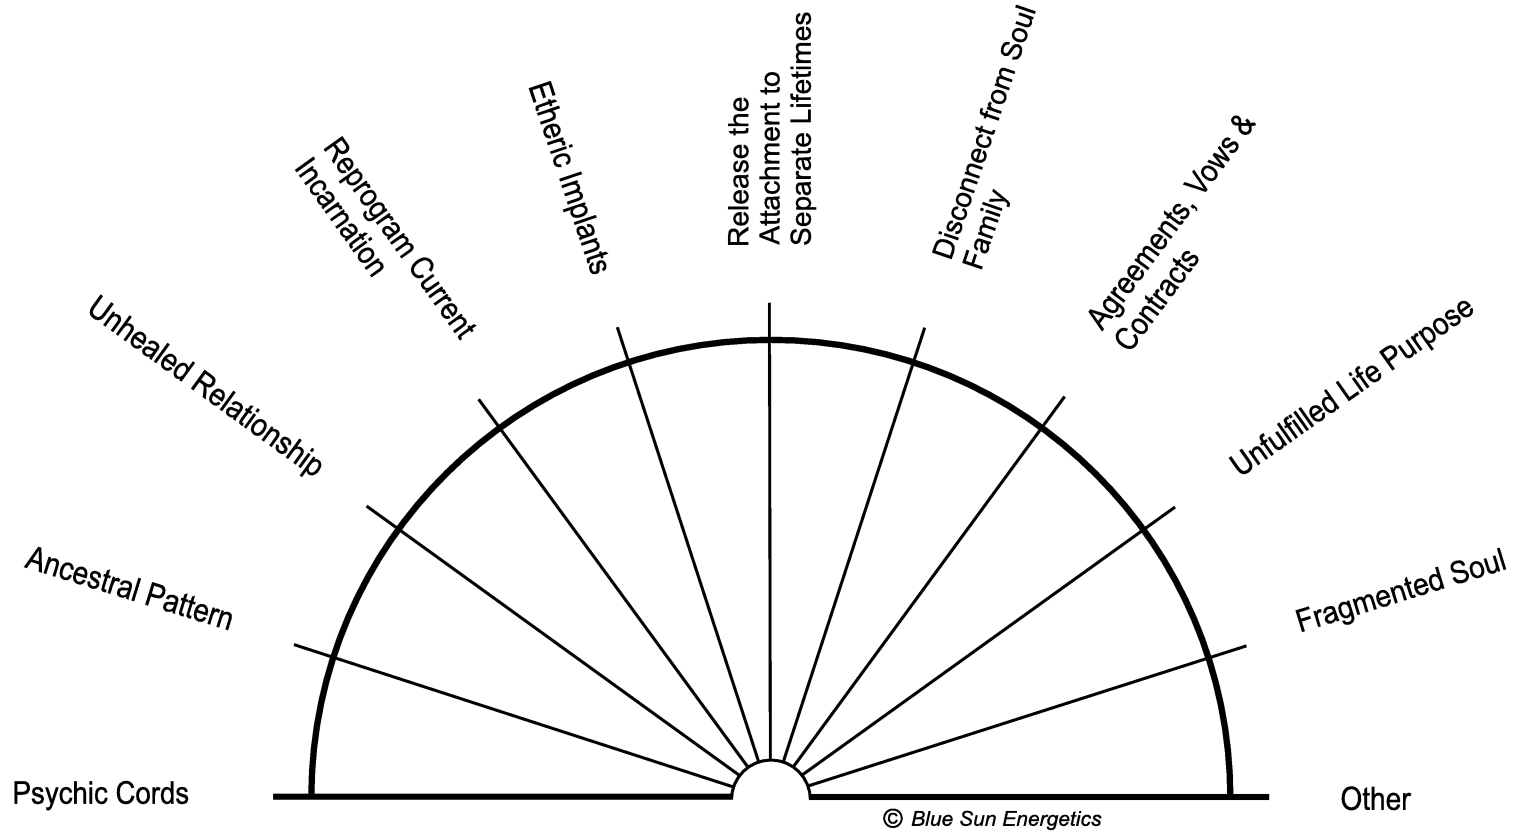 Psychic Cords
Ancestral Pattern
Unhealed Relationship
Reprogram Current
Incarnation
Etheric Implants
Release the
Attachment to
Separate Lifetimes
Disconnect from Soul
Family
Agreements, Vows &
Contracts
Unfulfilled Life Purpose
Fragmented Soul
Other
© Blue Sun Energetics